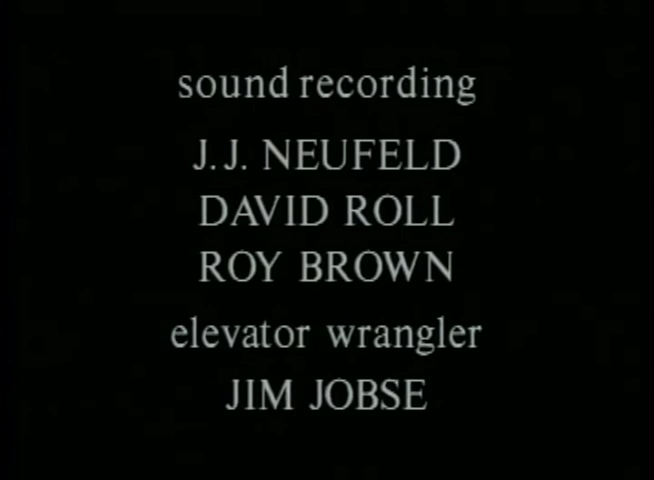 sound recording
J.J. NEUFELD
DAVID ROLL
ROY BROWN
elevator wrangler
JIM JOBSE